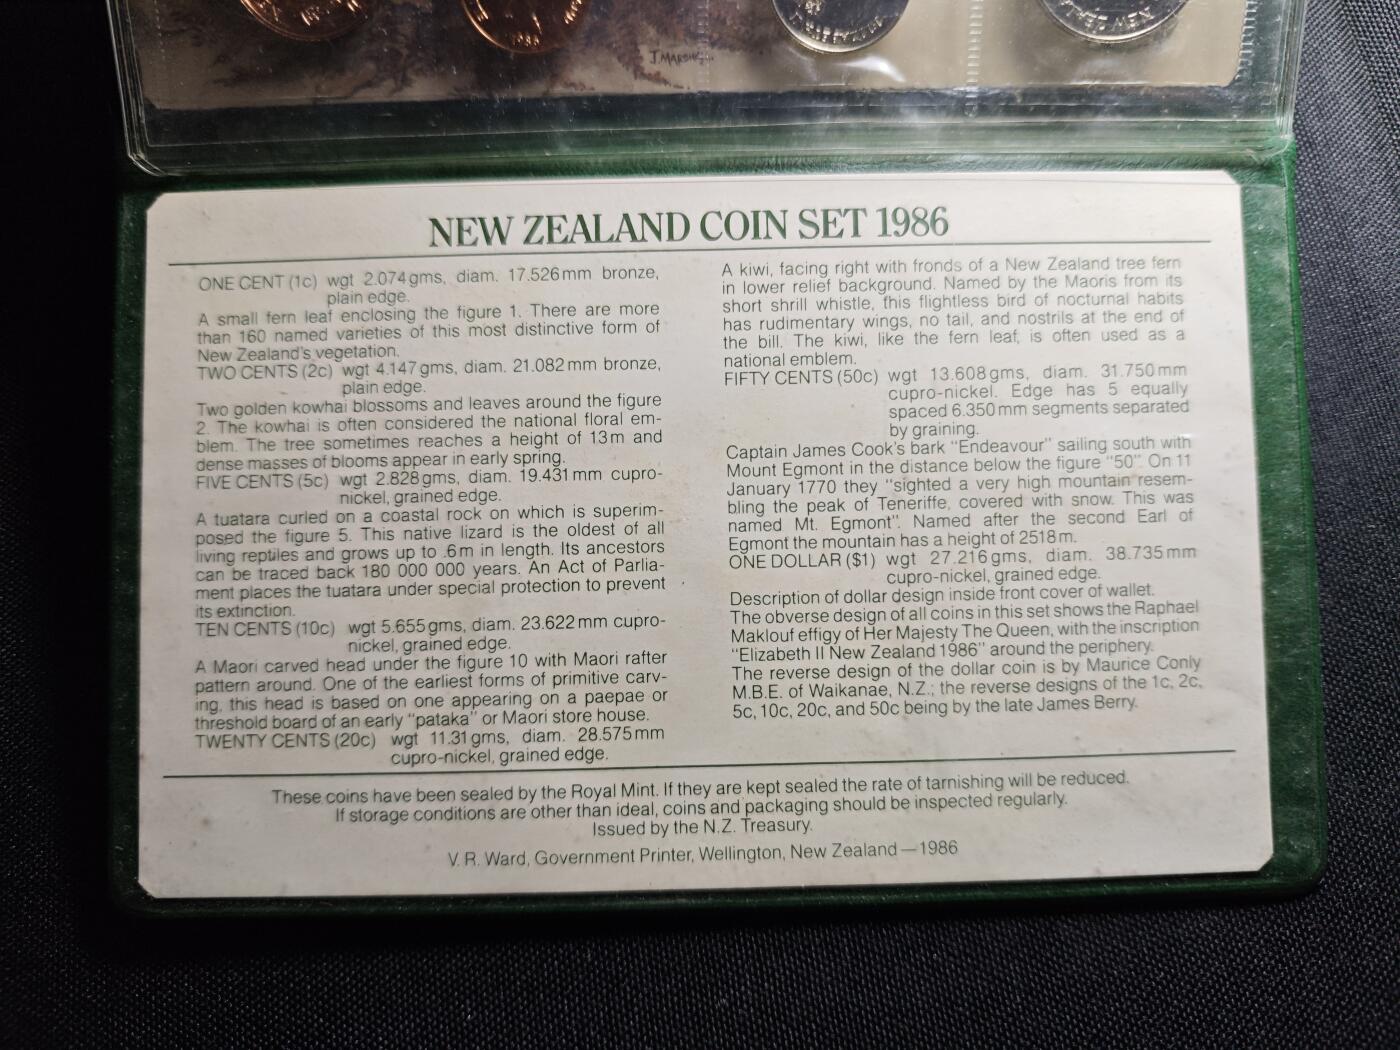 1986
NEW ZEAL
J. MARSH
NEW ZEALAND COIN SET 1986
ONE CENT (1c) wgt 2.074gms, diam. 17.526mm bronze,
plain edge.
A small fern leaf enclosing the figure 1. There are more
than 160 named varieties of this most distinctive form of
New Zealand's vegetation.
TWO CENTS (2c) wgt 4.147gms, diam. 21.082mm bronze,
plain edge.
Two golden kowhai blossoms and leaves around the figure
2. The kowhai is often considered the national floral em-
blem. The tree sometimes reaches a height of 13m and
dense masses of blooms appear in early spring.
FIVE CENTS (5c) wgt 2.828gms, diam. 19.431mm cupro-
nickel, grained edge.
A tuatara curled on a coastal rock on which is superim-
posed the figure 5. This native lizard is the oldest of all
living reptiles and grows up to .6m in length. Its ancestors
can be traced back 180 000 000 years. An Act of Parlia-
ment places the tuatara under special protection to prevent
its extinction.
TEN CENTS (10c) wgt 5.655gms, diam. 23.622mm cupro-
nickel, grained edge.
A Maori carved head under the figure 10 with Maori rafter
pattern around. One of the earliest forms of primitive carv-
ing, this head is based on one appearing on a paepae or
threshold board of an early "pataka" or Maori store house.
TWENTY CENTS (20c) wgt 11.31gms, diam. 28.575mm
cupro-nickel, grained edge.
A kiwi, facing right with fronds of a New Zealand tree fern
in lower relief background. Named by the Maoris from its
short shrill whistle, this flightless bird of nocturnal habits
has rudimentary wings, no tail, and nostrils at the end of
the bill. The kiwi, like the fern leaf, is often used as a
national emblem.
FIFTY CENTS (50c) wgt 13.608gms, diam. 31.750mm
cupro-nickel. Edge has 5 equally
spaced 6.350mm segments separated
by graining.
Captain James Cook's bark "Endeavour" sailing south with
Mount Egmont in the distance below the figure "50". On 11
January 1770 they "sighted a very high mountain resem-
bling the peak of Teneriffe, covered with snow. This was
named Mt. Egmont". Named after the second Earl of
Egmont the mountain has a height of 2518m.
ONE DOLLAR ($1) wgt 27.216gms, diam. 38.735mm
cupro-nickel, grained edge.
Description of dollar design inside front cover of wallet.
The obverse design of all coins in this set shows the Raphael
Maklouf effigy of Her Majesty The Queen, with the inscription
"Elizabeth II New Zealand 1986" around the periphery.
The reverse design of the dollar coin is by Maurice Conly
M.B.E. of Waikanae, N.Z.; the reverse designs of the 1c, 2c,
5c, 10c, 20c, and 50c being by the late James Berry.
These coins have been sealed by the Royal Mint. If they are kept sealed the rate of tarnishing will be reduced.
If storage conditions are other than ideal, coins and packaging should be inspected regularly.
Issued by the N.Z. Treasury.
V. R. Ward, Government Printer, Wellington, New Zealand—1986